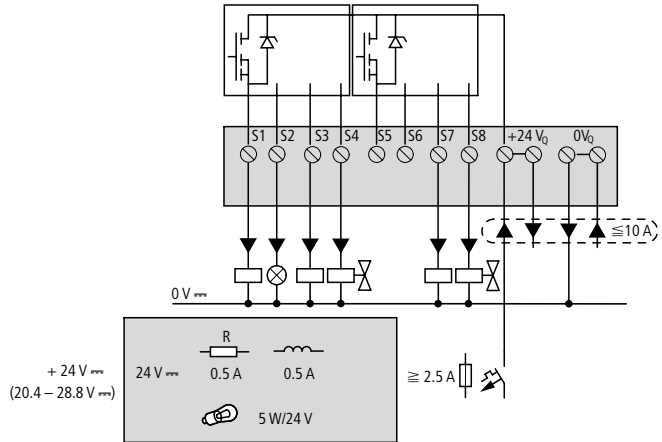 S1 S2 S3 S4 S5 S6 S7 S8 +24 VQ 0VQ
≦10 A
0 V ⎓
R
+ 24 V ⎓
(20.4 – 28.8 V ⎓)
24 V ⎓
0.5 A 0.5 A
5 W/24 V
≧ 2.5 A